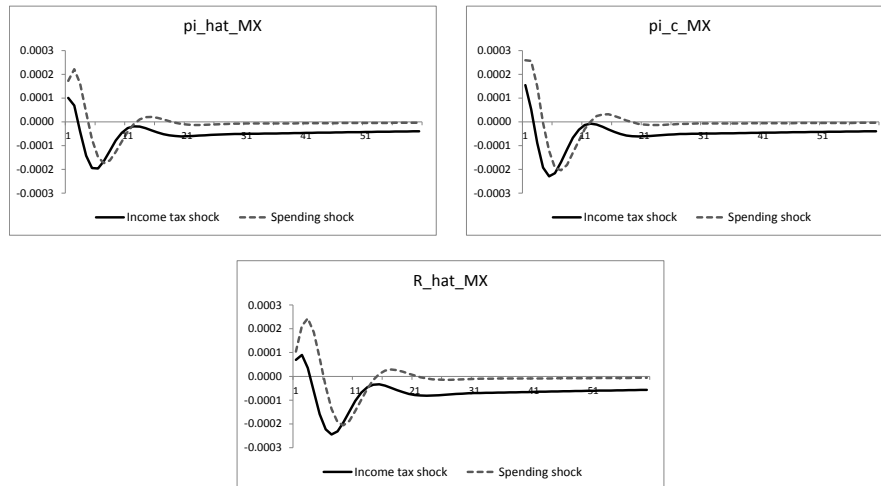 pi_hat_MX
0.0003
0.0002
0.0001
0.0000
-0.0001
-0.0002
-0.0003
1 11 21 31 41 51
Income tax shock Spending shock
pi_c_MX
0.0003
0.0002
0.0001
0.0000
-0.0001
-0.0002
-0.0003
1 11 21 31 41 51
Income tax shock Spending shock
R_hat_MX
0.0003
0.0002
0.0001
0.0000
-0.0001
-0.0002
-0.0003
1 11 21 31 41 51
Income tax shock Spending shock